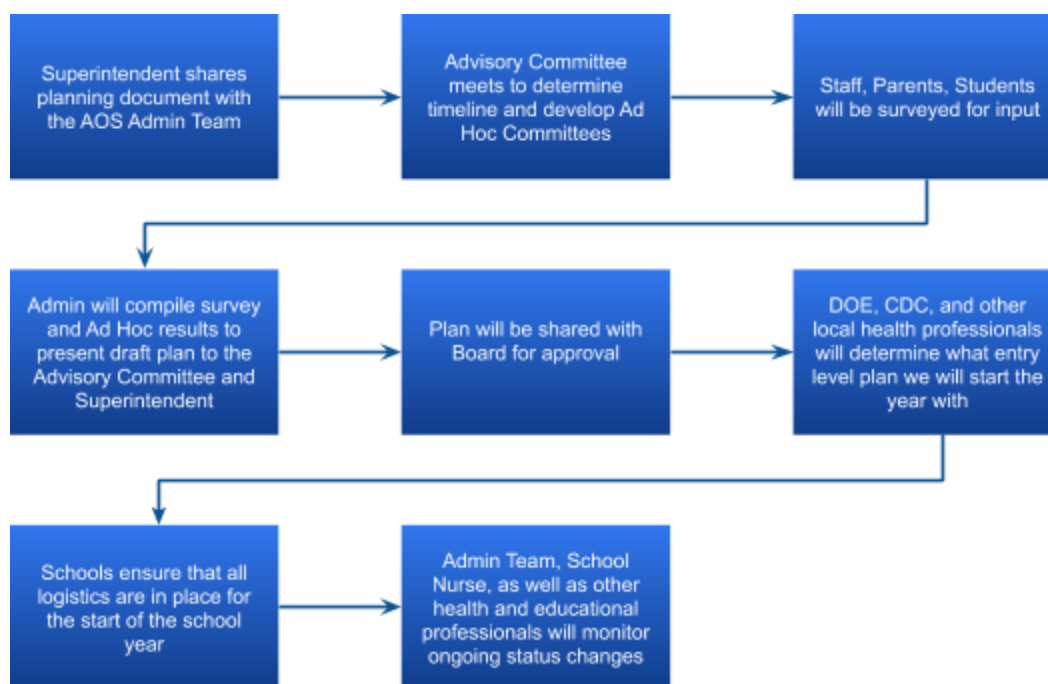 Superintendent shares
planning document with
the AOS Admin Team
Advisory Committee
meets to determine
timeline and develop Ad
Hoc Committees
Staff, Parents, Students
will be surveyed for input
Admin will compile survey
and Ad Hoc results to
present draft plan to the
Advisory Committee and
Superintendent
Plan will be shared with
Board for approval
DOE, CDC, and other
local health professionals
will determine what entry
level plan we will start the
year with
Schools ensure that all
logistics are in place for
the start of the school
year
Admin Team, School
Nurse, as well as other
health and educational
professionals will monitor
ongoing status changes